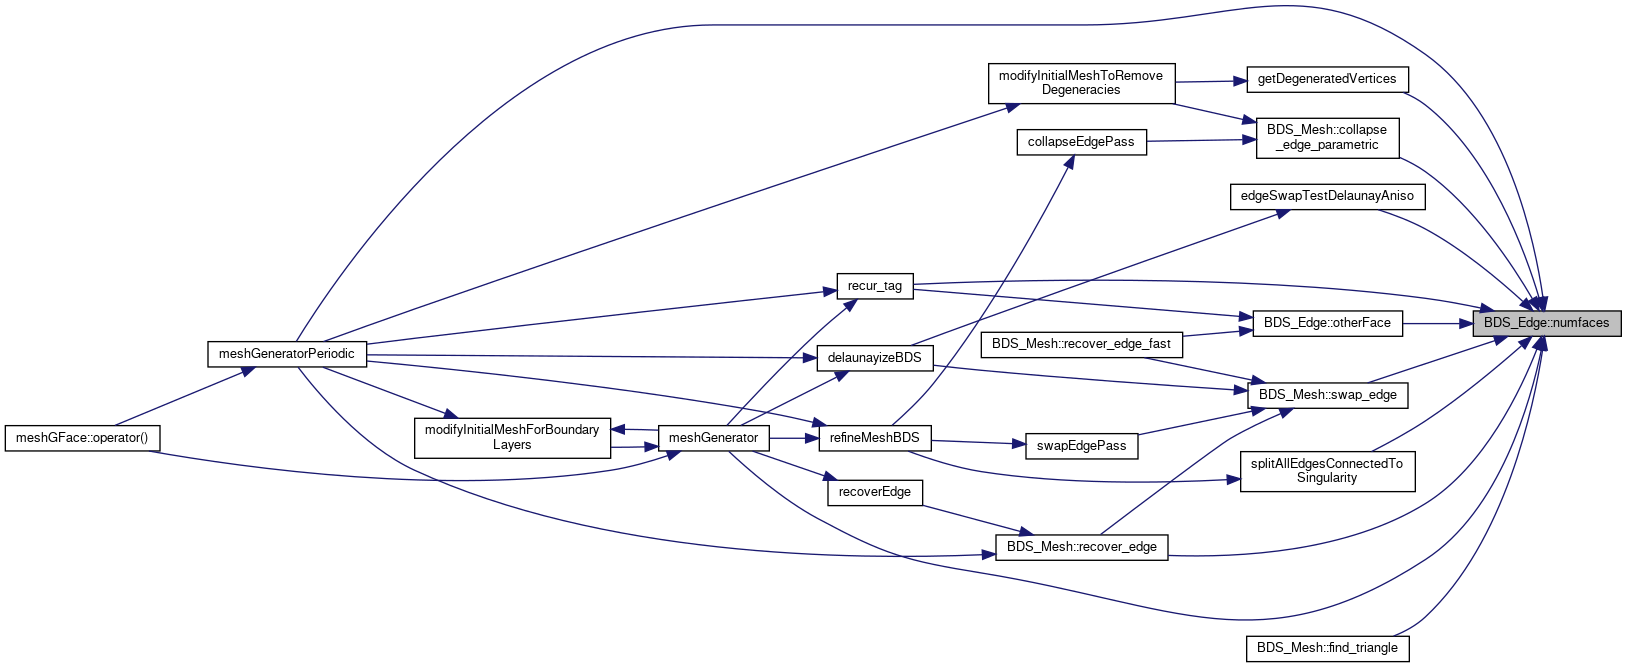 modifyInitialMeshToRemove
Degeneracies
getDegeneratedVertices
BDS_Mesh::collapse
_edge_parametric
collapseEdgePass
edgeSwapTestDelaunayAniso
recur_tag
BDS_Edge::otherFace
BDS_Edge::numfaces
BDS_Mesh::recover_edge_fast
meshGeneratorPeriodic
delaunayizeBDS
BDS_Mesh::swap_edge
meshGFace::operator()
modifyInitialMeshForBoundary
Layers
meshGenerator
refineMeshBDS
swapEdgePass
splitAllEdgesConnectedTo
Singularity
recoverEdge
BDS_Mesh::recover_edge
BDS_Mesh::find_triangle